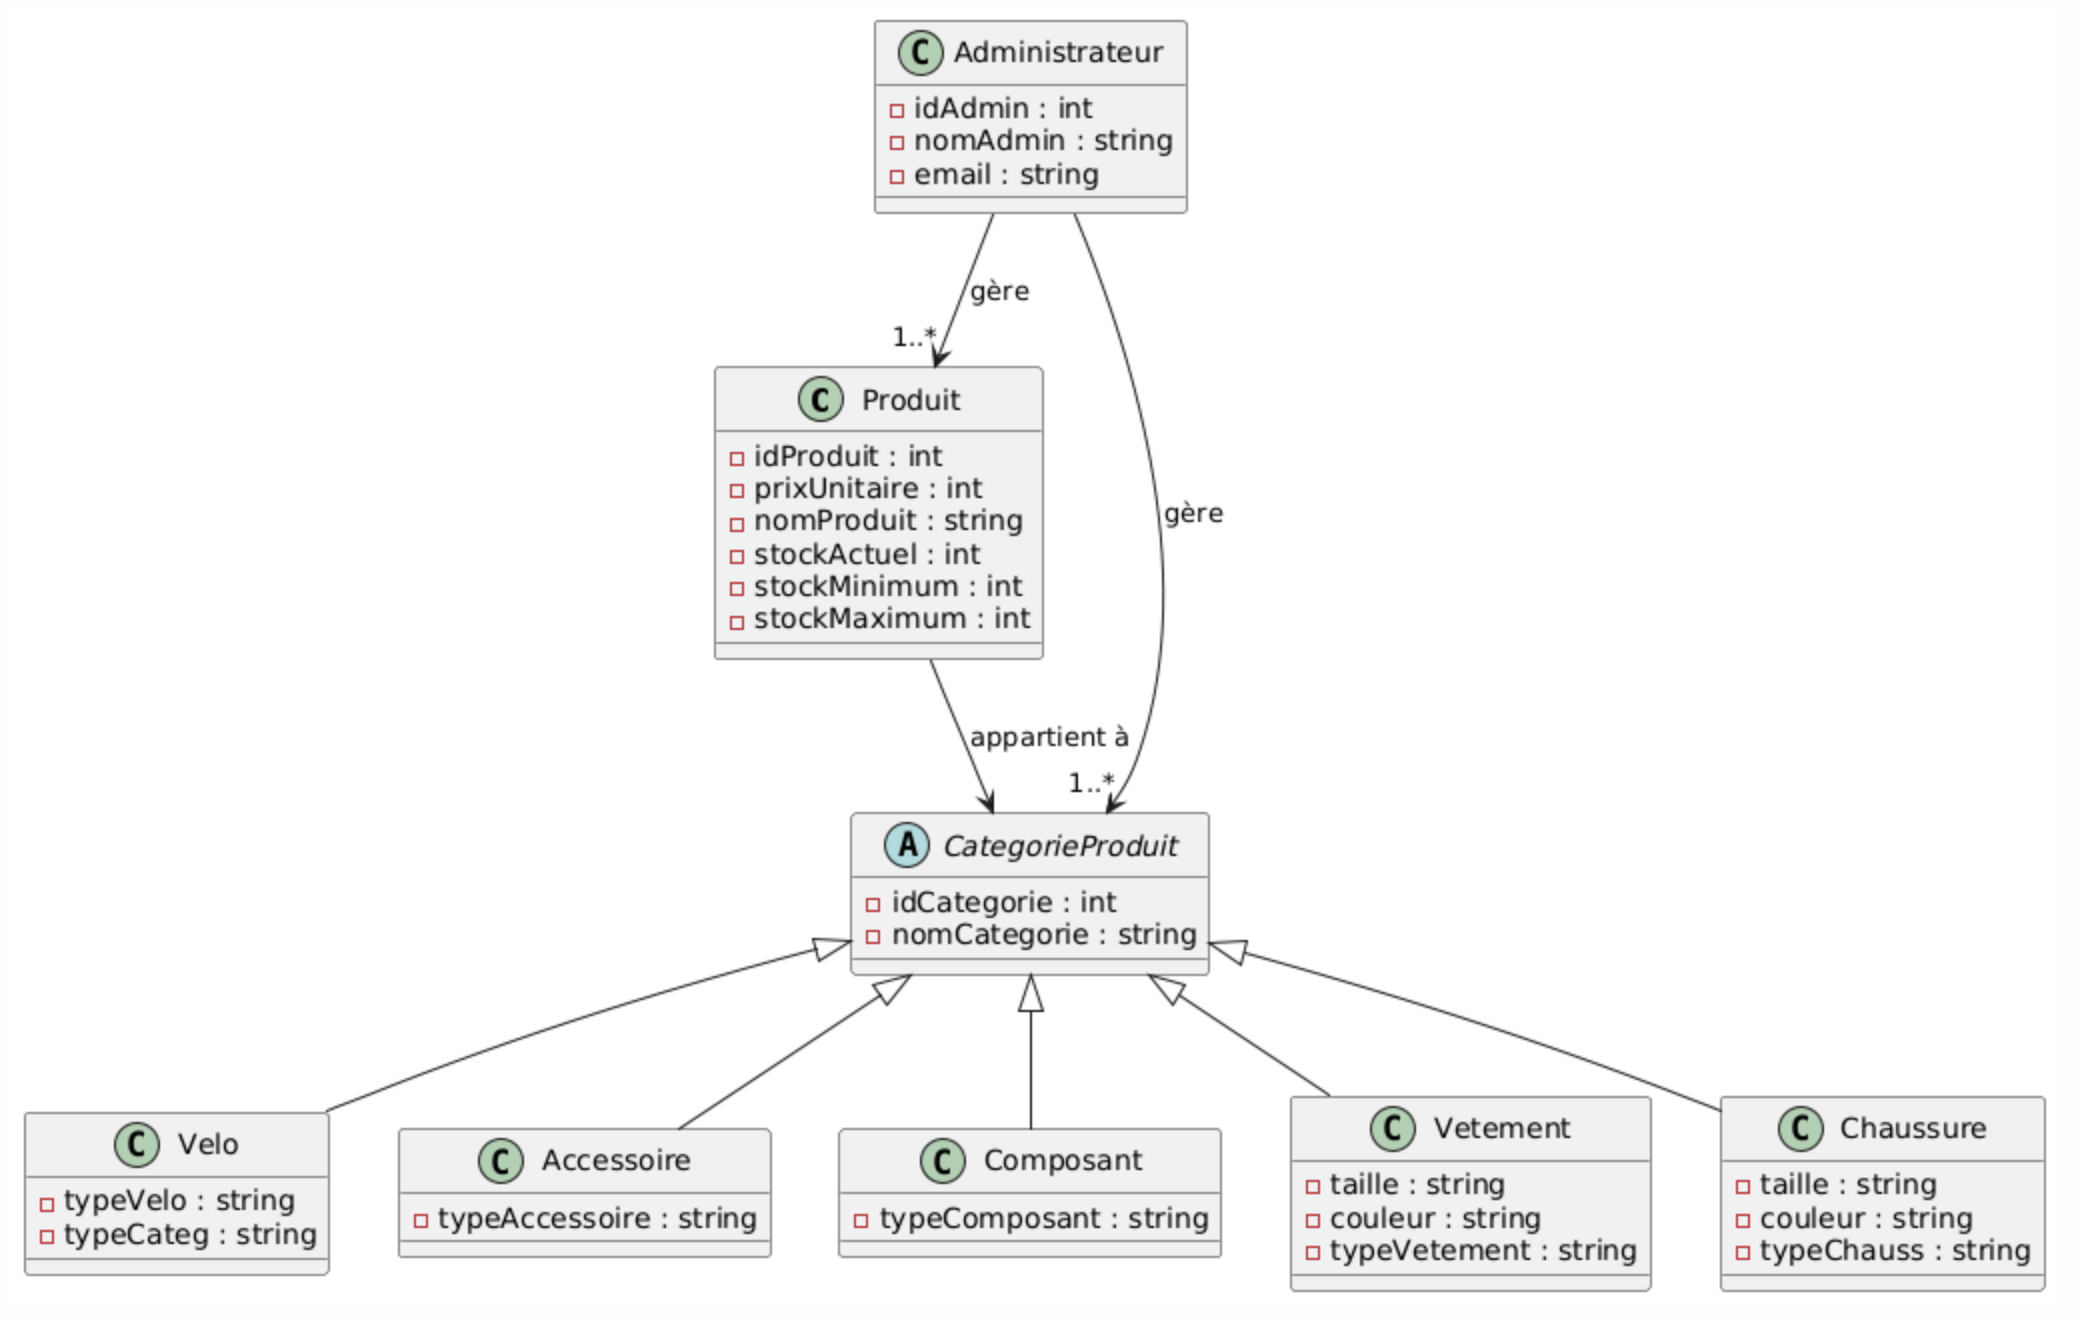 C Administrateur
idAdmin : int
nomAdmin : string
email : string
gère
1..*
C Produit
idProduit : int
prixUnitaire : int
nomProduit : string
stockActuel : int
stockMinimum : int
stockMaximum : int
gère
appartient à
1..*
A CategorieProduit
idCategorie : int
nomCategorie : string
C Velo
typeVelo : string
typeCateg : string
C Accessoire
typeAccessoire : string
C Composant
typeComposant : string
C Vetement
taille : string
couleur : string
typeVetement : string
C Chaussure
taille : string
couleur : string
typeChauss : string